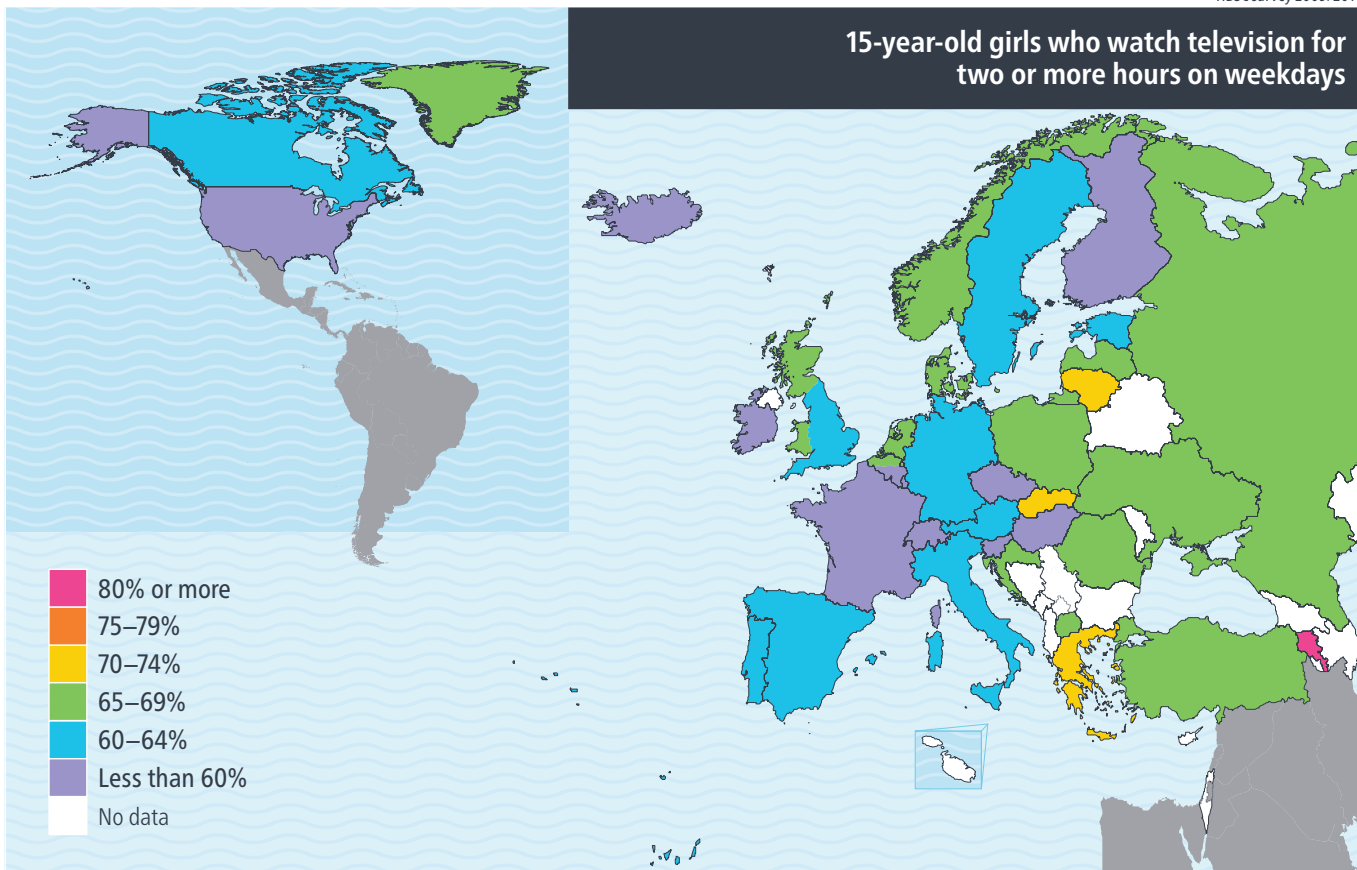 15-year-old girls who watch television for
two or more hours on weekdays
80% or more
75–79%
70–74%
65–69%
60–64%
Less than 60%
No data